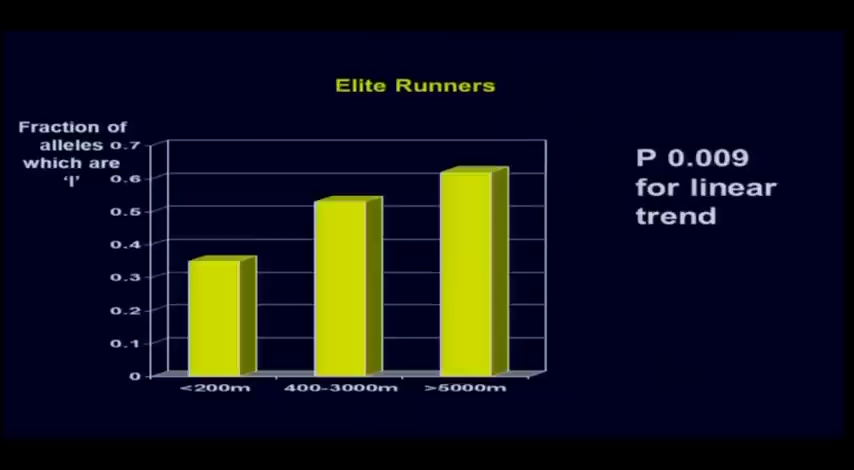 Elite Runners
Fraction of
alleles
which are
‘I’
0.7
0.6
0.5
0.4
0.3
0.2
0.1
0
<200m
400-3000m
>5000m
P 0.009
for linear
trend